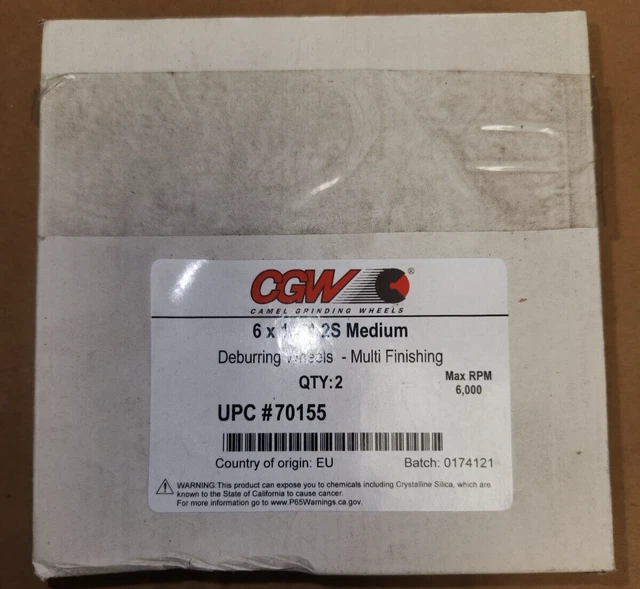 CGW ®
CAMEL GRINDING WHEELS
6 x 1 2S Medium
Deburring Wheels - Multi Finishing
QTY:2
Max RPM
6,000
UPC #70155
Country of origin: EU Batch: 0174121
WARNING: This product can expose you to chemicals including Crystalline Silica, which are
known to the State of California to cause cancer.
For more information go to www.P65Warnings.ca.gov.